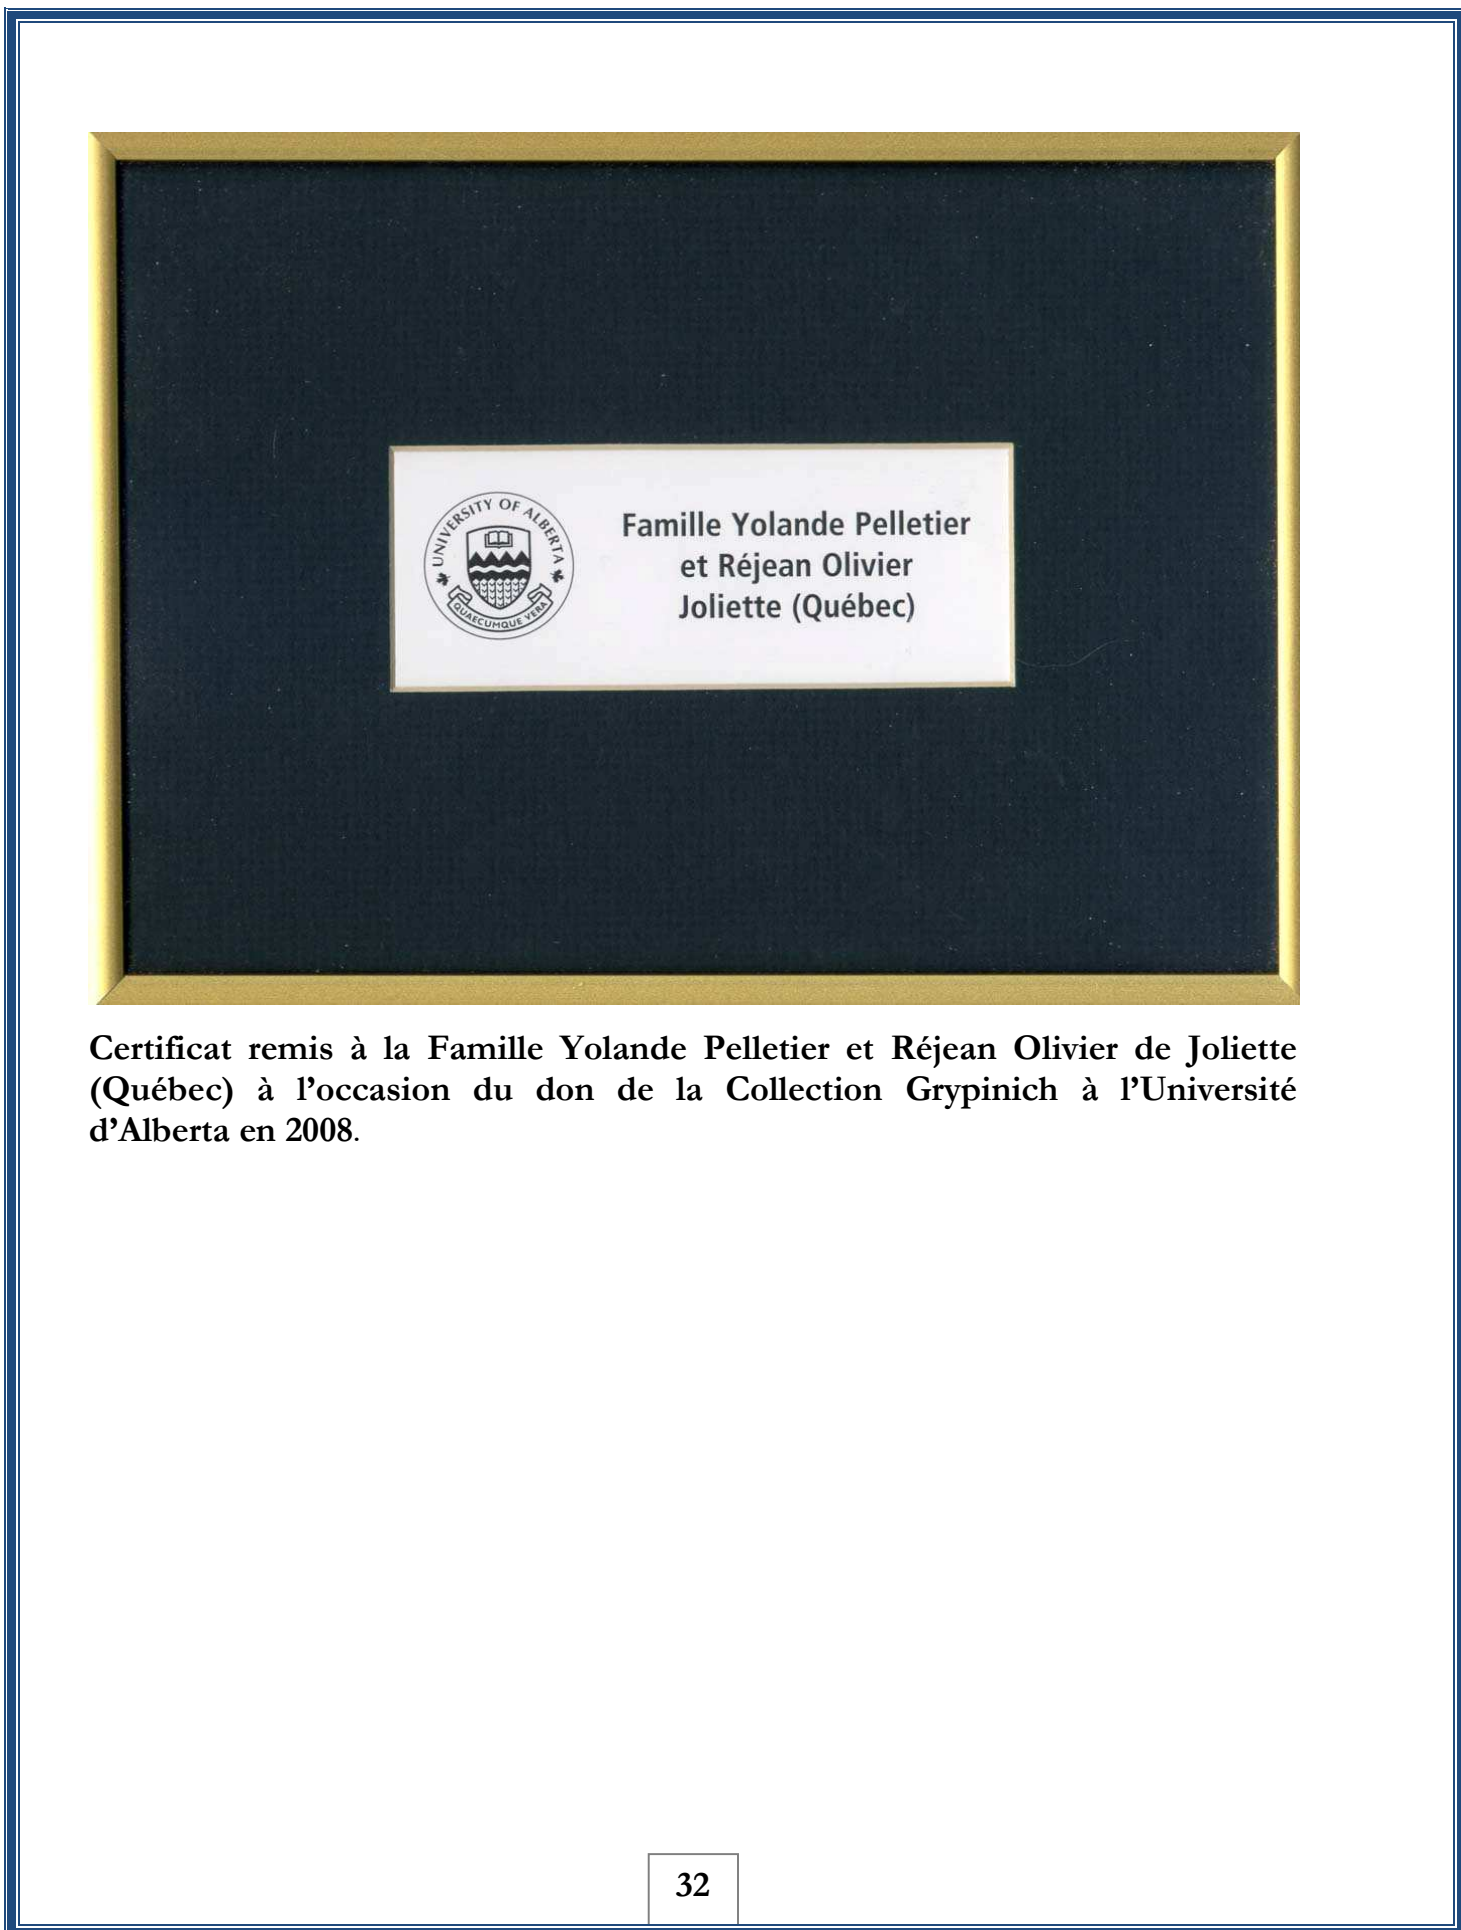 UNIVERSITY OF ALBERTA
QUAECUMQUE VERA
Famille Yolande Pelletier
et Réjean Olivier
Joliette (Québec)
Certificat remis à la Famille Yolande Pelletier et Réjean Olivier de Joliette
(Québec) à l’occasion du don de la Collection Grypinich à l’Université
d’Alberta en 2008.
32